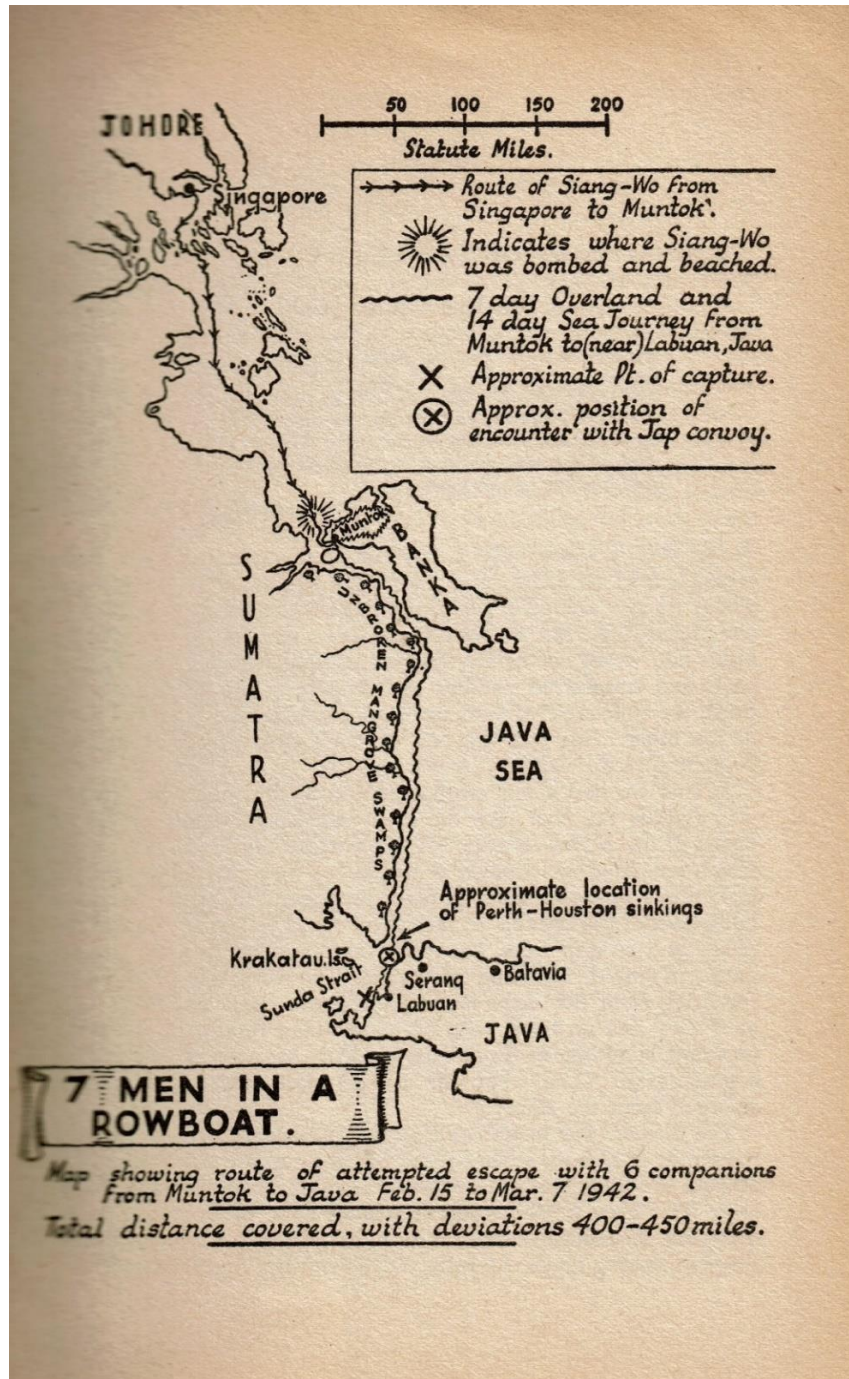 JOHORE
50 100 150 200
Statute Miles.
Singapore
Route of Siang-Wo from
Singapore to Muntok.
Indicates where Siang-Wo
was bombed and beached.
7 day Overland and
14 day Sea Journey from
Muntok to (near) Labuan, Java
Approximate Pt. of capture.
Approx. position of
encounter with Jap convoy.
Muntok
BANKA
SUMATRA
UNBROKEN MANGROVE SWAMPS
JAVA
SEA
Approximate location
of Perth-Houston sinkings
Krakatau.Is.
Sunda Strait
Serang
Batavia
Labuan
JAVA
7 MEN IN A
ROWBOAT.
Map showing route of attempted escape with 6 companions
from Muntok to Java Feb. 15 to Mar. 7 1942.
Total distance covered, with deviations 400-450 miles.